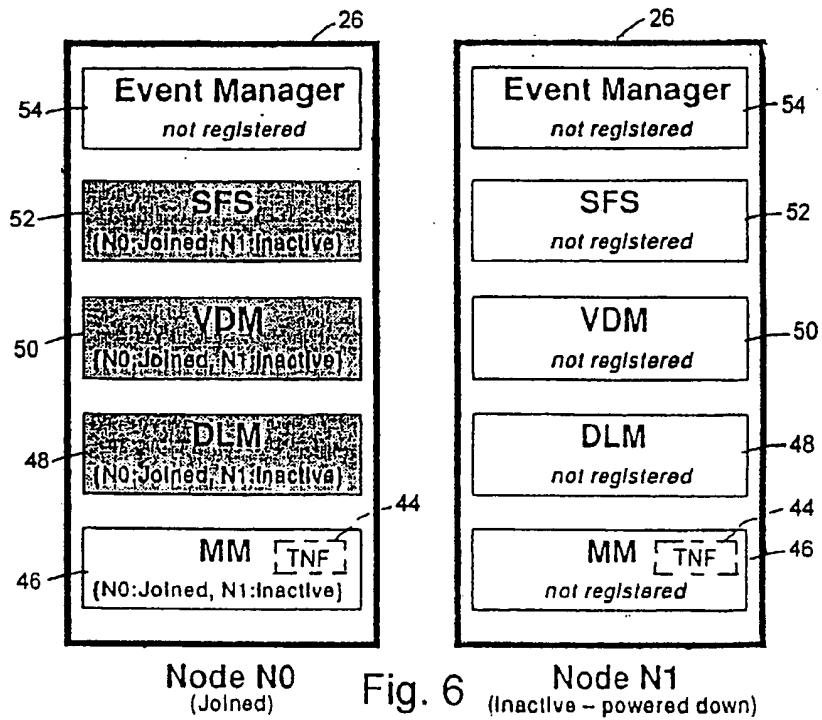 26
26
Event Manager
not registered
54
Event Manager
not registered
54
SFS
{N0:Joined, N1:Inactive}
52
SFS
not registered
52
VDM
{N0:Joined, N1:Inactive}
50
VDM
not registered
50
DLM
{N0:Joined, N1:Inactive}
48
DLM
not registered
48
44
44
MM
TNF
{N0:Joined, N1:Inactive}
46
MM
TNF
not registered
46
Node N0
(Joined)
Fig. 6
Node N1
(Inactive – powered down)